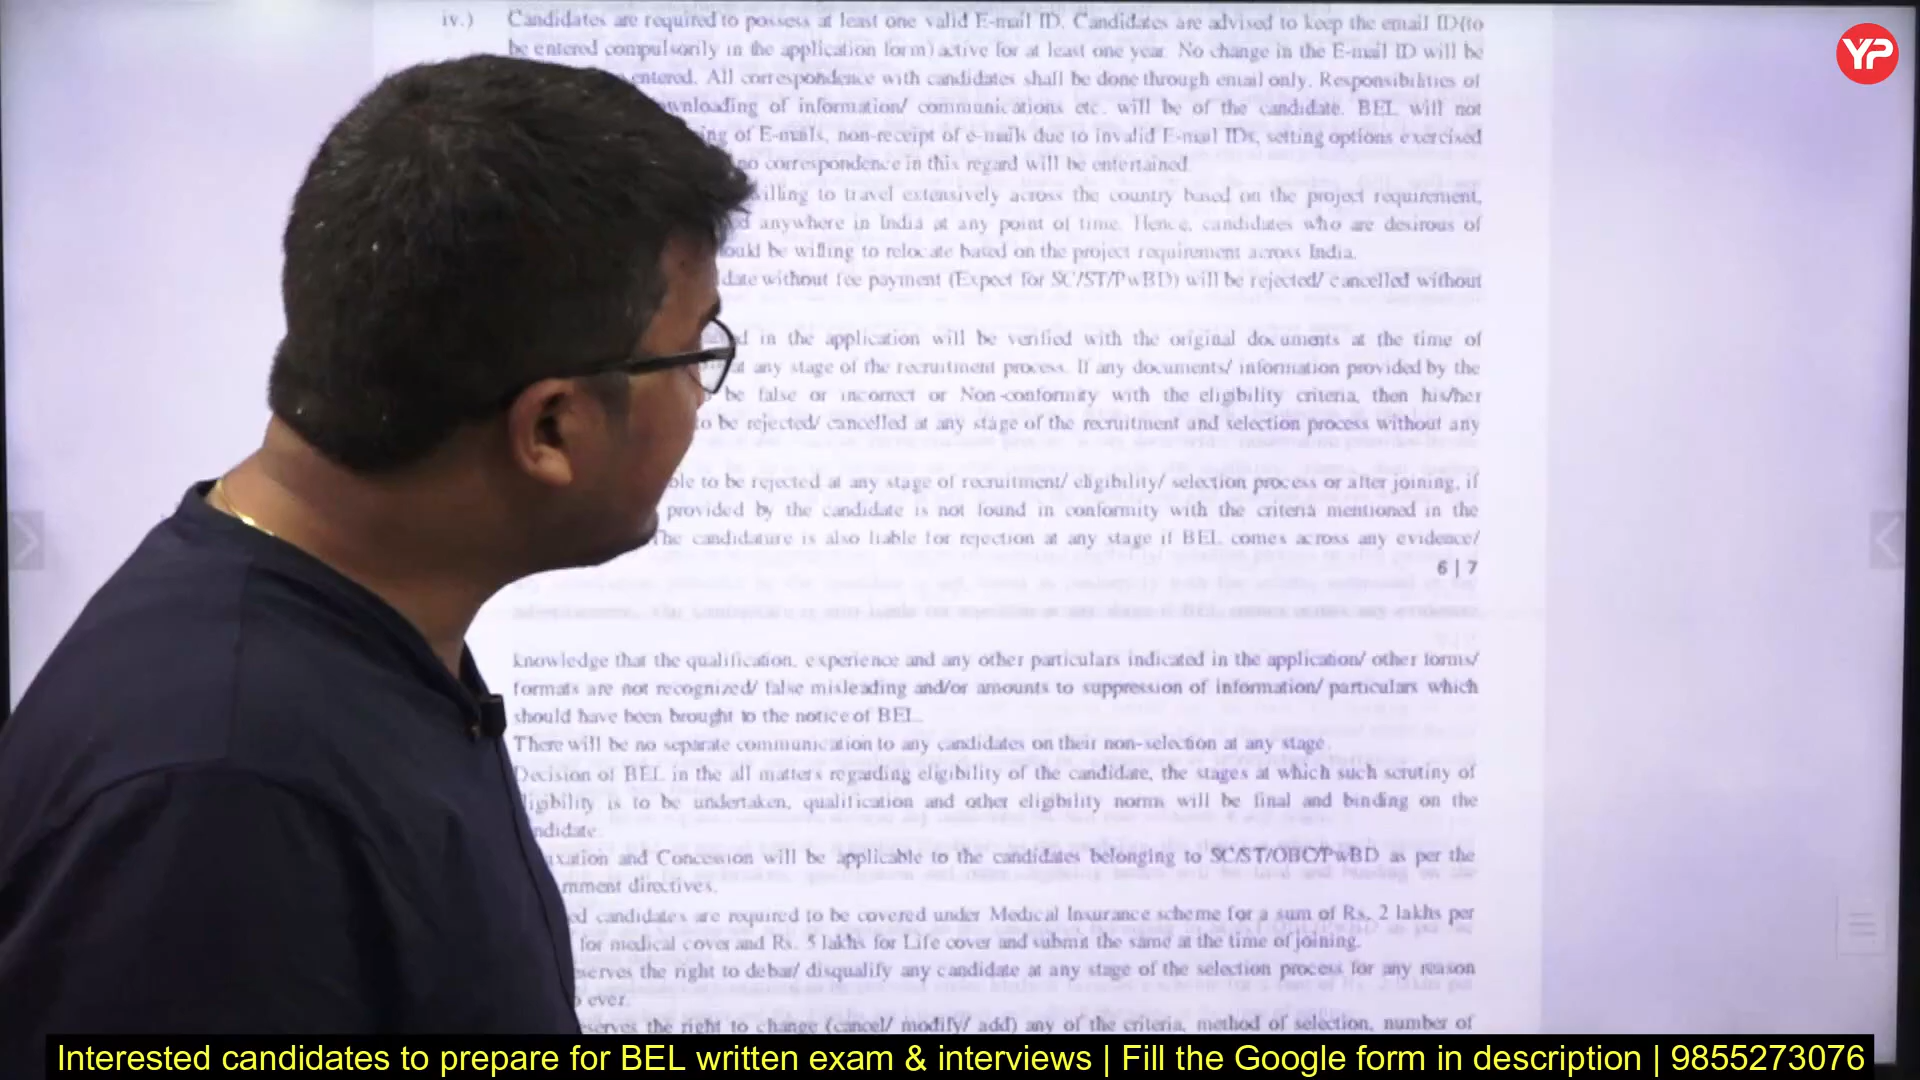 iv.) Candidates are required to possess at least one valid E-mail ID. Candidates are advised to keep the email ID(to
be entered compulsorily in the application form) active for at least one year. No change in the E-mail ID will be
entered. All correspondence with candidates shall be done through email only. Responsibilities of
wnloading of information/ communications etc. will be of the candidate. BEL will not
ing of E-mails, non-receipt of e-mails due to invalid E-mail IDs, setting options exercised
no correspondence in this regard will be entertained.
illing to travel extensively across the country based on the project requirement,
d anywhere in India at any point of time. Hence, candidates who are desirous of
ould be willing to relocate based on the project requirement across India.
date without fee payment (Expect for SC/ST/PwBD) will be rejected/ cancelled without
d in the application will be verified with the original documents at the time of
at any stage of the recruitment process. If any documents/ information provided by the
be false or incorrect or Non-conformity with the eligibility criteria, then his/her
o be rejected/ cancelled at any stage of the recruitment and selection process without any
ble to be rejected at any stage of recruitment/ eligibility/ selection process or after joining, if
provided by the candidate is not found in conformity with the criteria mentioned in the
The candidature is also liable for rejection at any stage if BEL comes across any evidence/
6 | 7
knowledge that the qualification, experience and any other particulars indicated in the application/ other forms/
formats are not recognized/ false misleading and/or amounts to suppression of information/ particulars which
should have been brought to the notice of BEL.
There will be no separate communication to any candidates on their non-selection at any stage.
Decision of BEL in the all matters regarding eligibility of the candidate, the stages at which such scrutiny of
ligibility is to be undertaken, qualification and other eligibility norms will be final and binding on the
ndidate.
axation and Concession will be applicable to the candidates belonging to SC/ST/OBC/PwBD as per the
rnment directives.
ed candidates are required to be covered under Medical Insurance scheme for a sum of Rs. 2 lakhs per
for medical cover and Rs. 5 lakhs for Life cover and submit the same at the time of joining.
serves the right to debar/ disqualify any candidate at any stage of the selection process for any reason
o ever.
serves the right to change (cancel/ modify/ add) any of the criteria, method of selection, number of
YP
Interested candidates to prepare for BEL written exam & interviews | Fill the Google form in description | 9855273076